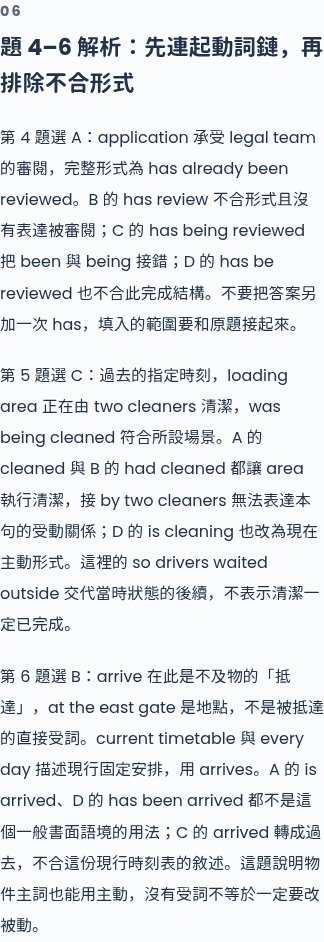 06
題 4–6 解析：先連起動詞鏈，再
排除不合形式
第 4 題選 A：application 承受 legal team
的審閱，完整形式為 has already been
reviewed。B 的 has review 不合形式且沒
有表達被審閱；C 的 has being reviewed
把 been 與 being 接錯；D 的 has be
reviewed 也不合此完成結構。不要把答案另
加一次 has，填入的範圍要和原題接起來。
第 5 題選 C：過去的指定時刻，loading
area 正在由 two cleaners 清潔，was
being cleaned 符合所設場景。A 的
cleaned 與 B 的 had cleaned 都讓 area
執行清潔，接 by two cleaners 無法表達本
句的受動關係；D 的 is cleaning 也改為現在
主動形式。這裡的 so drivers waited
outside 交代當時狀態的後續，不表示清潔一
定已完成。
第 6 題選 B：arrive 在此是不及物的「抵
達」，at the east gate 是地點，不是被抵達
的直接受詞。current timetable 與 every
day 描述現行固定安排，用 arrives。A 的 is
arrived、D 的 has been arrived 都不是這
個一般書面語境的用法；C 的 arrived 轉成過
去，不合這份現行時刻表的敘述。這題說明物
件主詞也能用主動，沒有受詞不等於一定要改
被動。